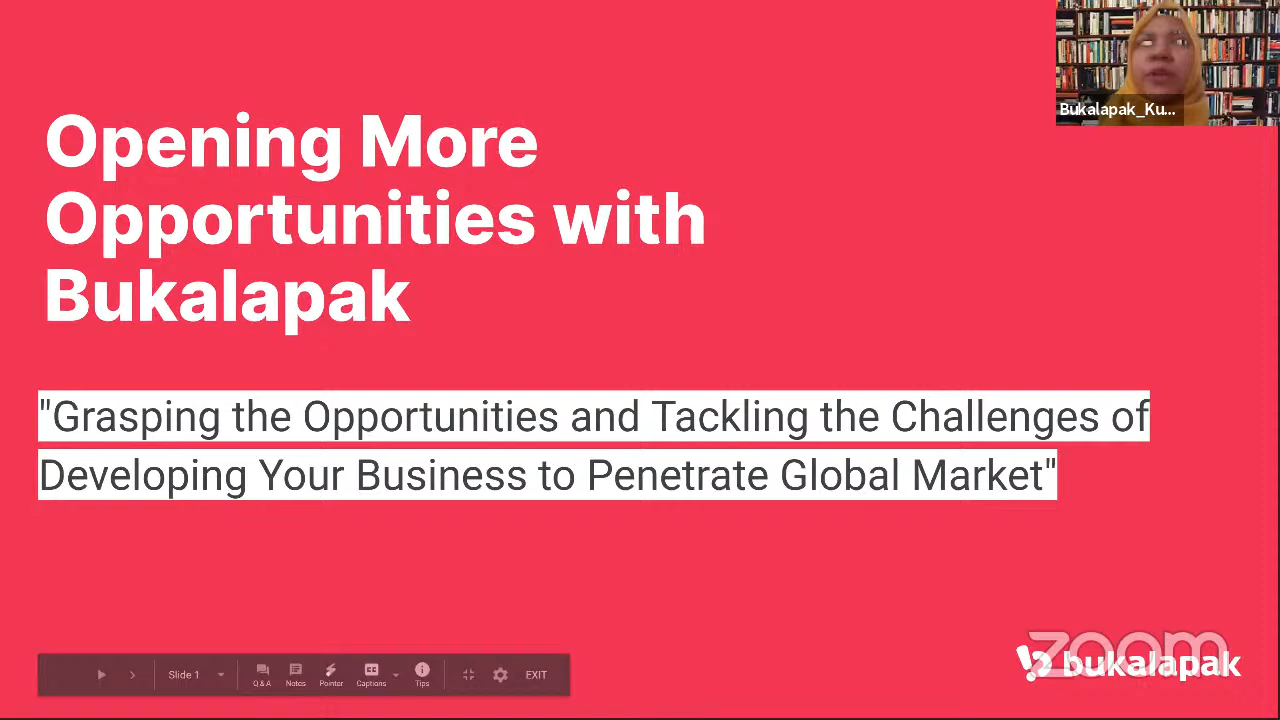 Bukalapak_Ku...
Opening More
Opportunities with
Bukalapak
"Grasping the Opportunities and Tackling the Challenges of
Developing Your Business to Penetrate Global Market"
zoom
bukalapak
Slide 1
Q & A
Notes
Pointer
Captions
Tips
EXIT